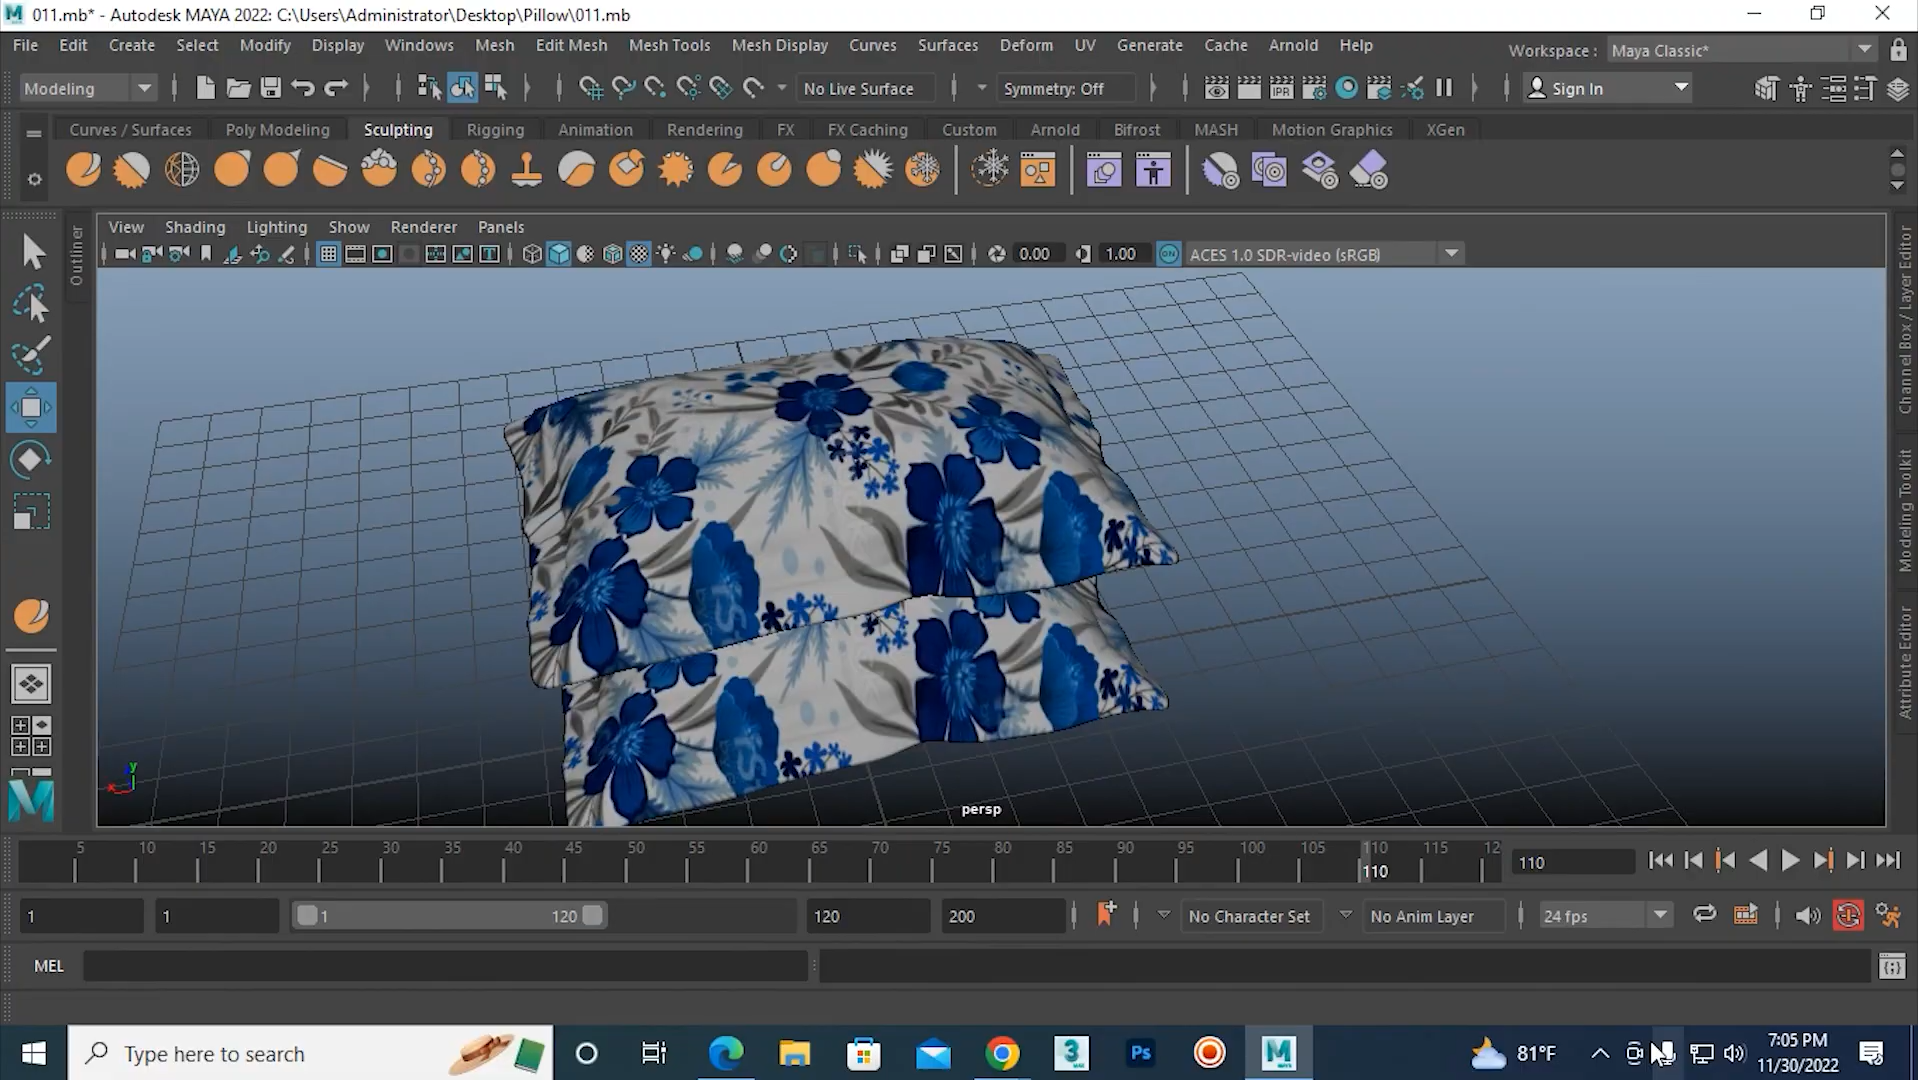 011.mb* - Autodesk MAYA 2022: C:\Users\Administrator\Desktop\Pillow\011.mb
File Edit Create Select Modify Display Windows Mesh Edit Mesh Mesh Tools Mesh Display Curves Surfaces Deform UV Generate Cache Arnold Help Workspace : Maya Classic*
Modeling No Live Surface Symmetry: Off IPR Sign In
Curves / Surfaces Poly Modeling Sculpting Rigging Animation Rendering FX FX Caching Custom Arnold Bifrost MASH Motion Graphics XGen
View Shading Lighting Show Renderer Panels
0.00 1.00 ON ACES 1.0 SDR-video (sRGB)
Outliner
Channel Box / Layer Editor
Modeling Toolkit
Attribute Editor
y
persp
5 10 15 20 25 30 35 40 45 50 55 60 65 70 75 80 85 90 95 100 105 110 115 12
110 110
1 1 1 120 120 200 No Character Set No Anim Layer 24 fps
MEL
Type here to search 3 Ps M 81°F 7:05 PM
11/30/2022